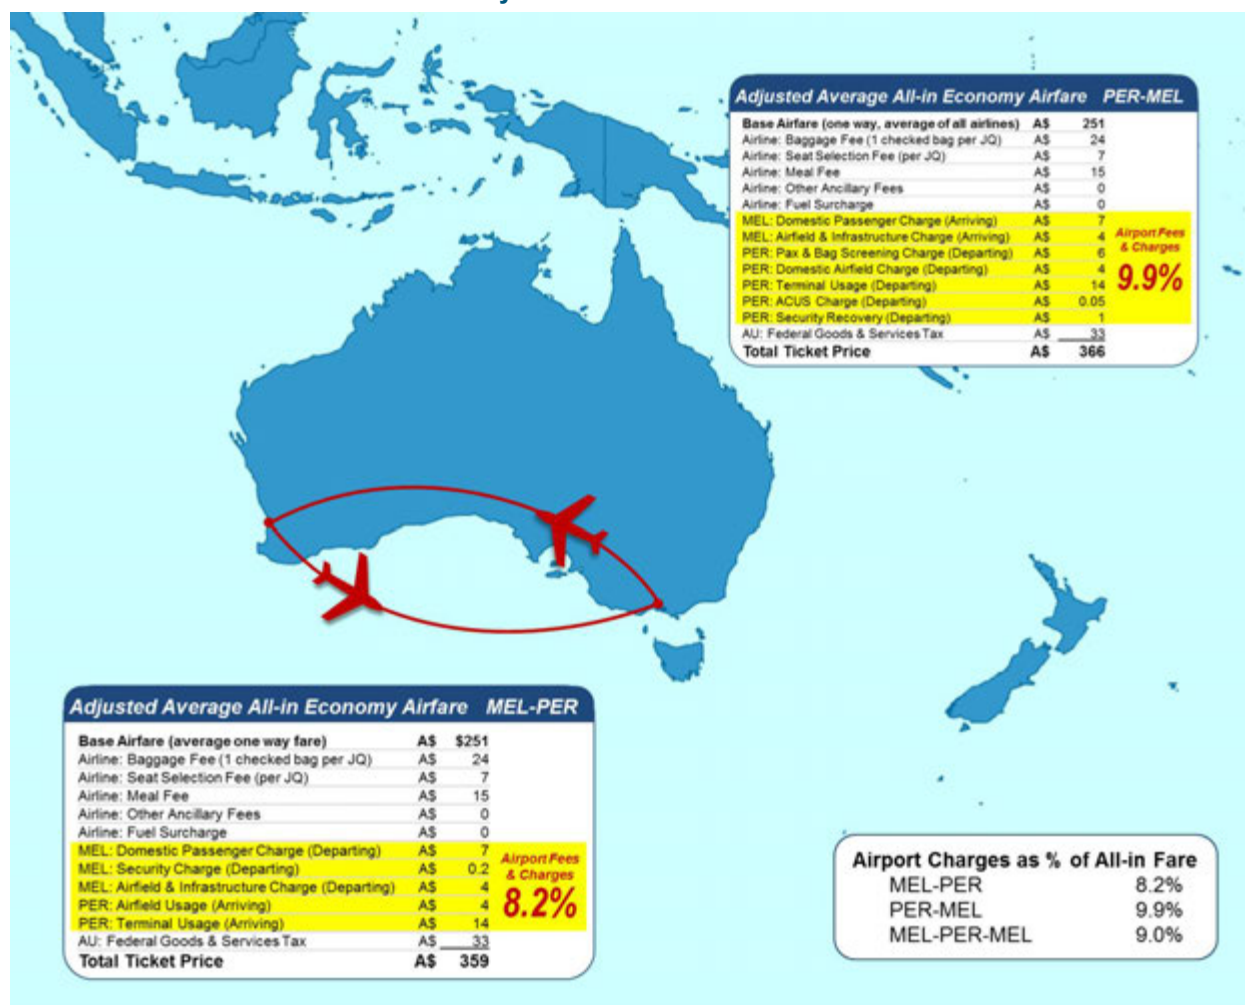 Adjusted Average All-in Economy Airfare PER-MEL
Base Airfare (one way, average of all airlines) A$ 251
Airline: Baggage Fee (1 checked bag per JQ) A$ 24
Airline: Seat Selection Fee (per JQ) A$ 7
Airline: Meal Fee A$ 15
Airline: Other Ancillary Fees A$ 0
Airline: Fuel Surcharge A$ 0
MEL: Domestic Passenger Charge (Arriving) A$ 7
MEL: Airfield & Infrastructure Charge (Arriving) A$ 4
PER: Pax & Bag Screening Charge (Departing) A$ 6
PER: Domestic Airfield Charge (Departing) A$ 4
PER: Terminal Usage (Departing) A$ 14
PER: ACUS Charge (Departing) A$ 0.05
PER: Security Recovery (Departing) A$ 1
Airport Fees
& Charges
9.9%
AU: Federal Goods & Services Tax A$ 33
Total Ticket Price A$ 366
Adjusted Average All-in Economy Airfare MEL-PER
Base Airfare (average one way fare) A$ $251
Airline: Baggage Fee (1 checked bag per JQ) A$ 24
Airline: Seat Selection Fee (per JQ) A$ 7
Airline: Meal Fee A$ 15
Airline: Other Ancillary Fees A$ 0
Airline: Fuel Surcharge A$ 0
MEL: Domestic Passenger Charge (Departing) A$ 7
MEL: Security Charge (Departing) A$ 0.2
MEL: Airfield & Infrastructure Charge (Departing) A$ 4
PER: Airfield Usage (Arriving) A$ 4
PER: Terminal Usage (Arriving) A$ 14
Airport Fees
& Charges
8.2%
AU: Federal Goods & Services Tax A$ 33
Total Ticket Price A$ 359
Airport Charges as % of All-in Fare
MEL-PER 8.2%
PER-MEL 9.9%
MEL-PER-MEL 9.0%